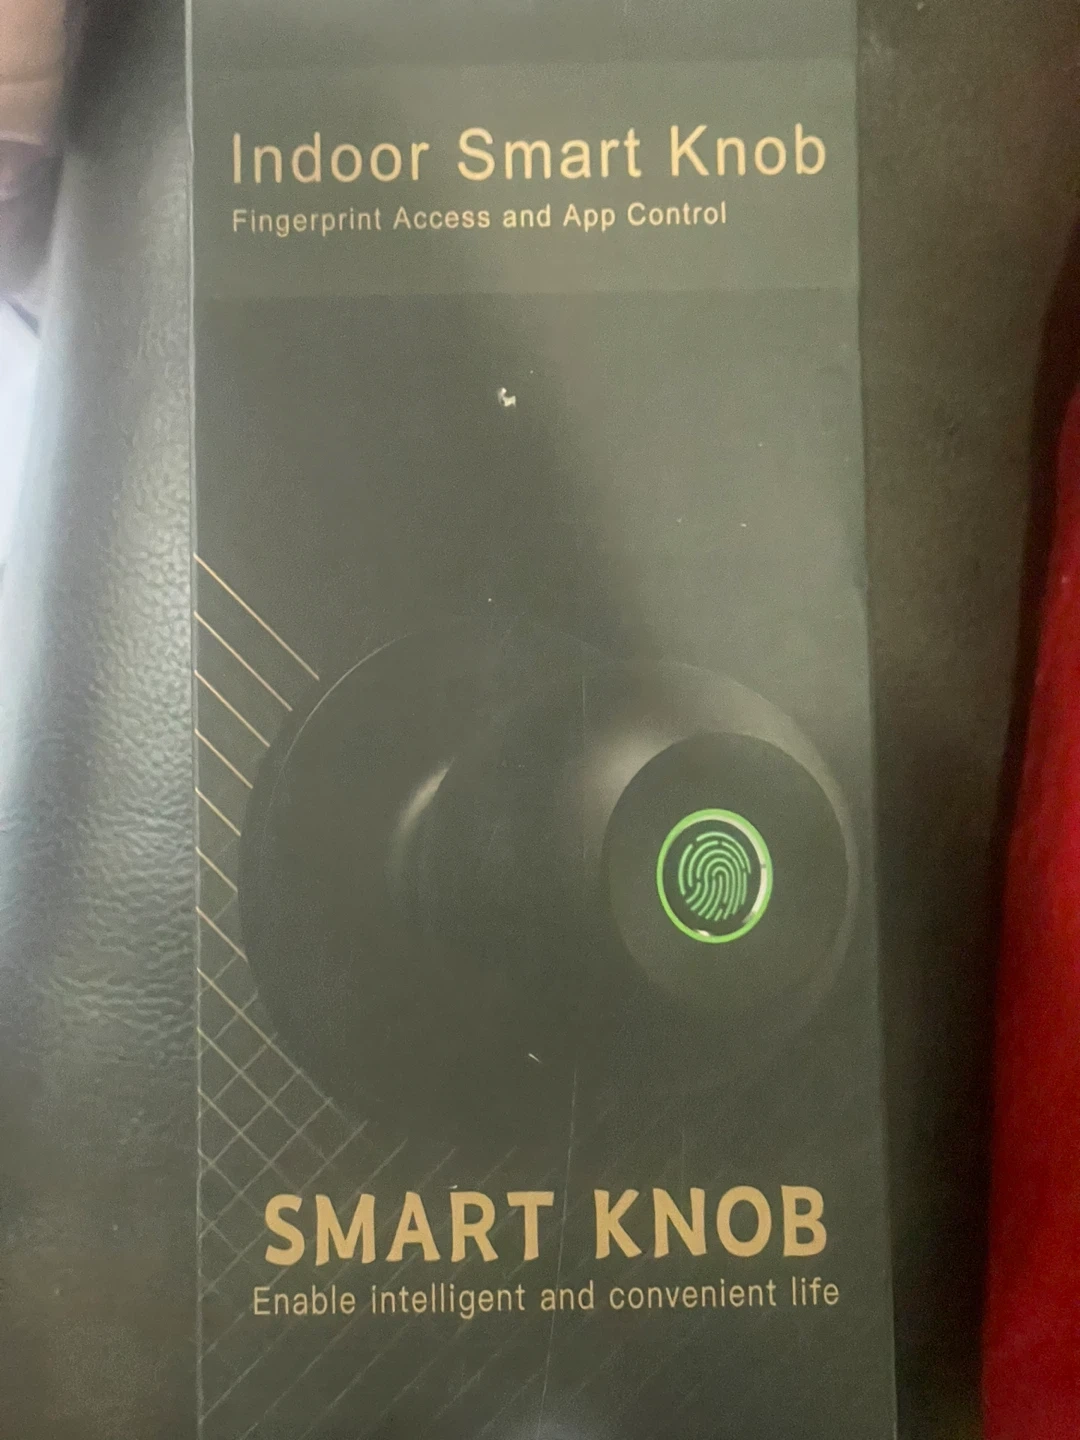 Indoor Smart Knob
Fingerprint Access and App Control
SMART KNOB
Enable intelligent and convenient life